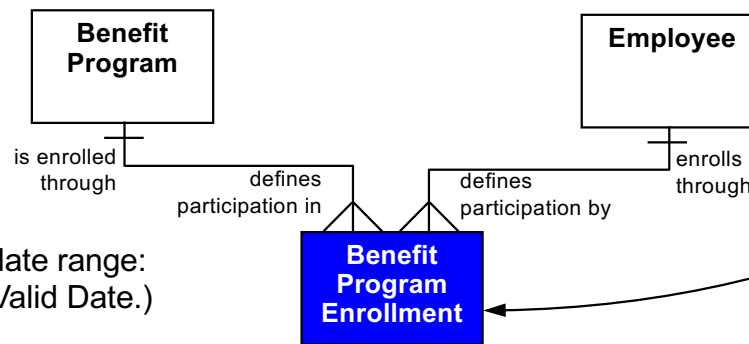 Benefit
Program
Employee
is enrolled
through
defines
participation in
defines
participation by
enrolls
through
Benefit
Program
Enrollment
late range:
Valid Date.)